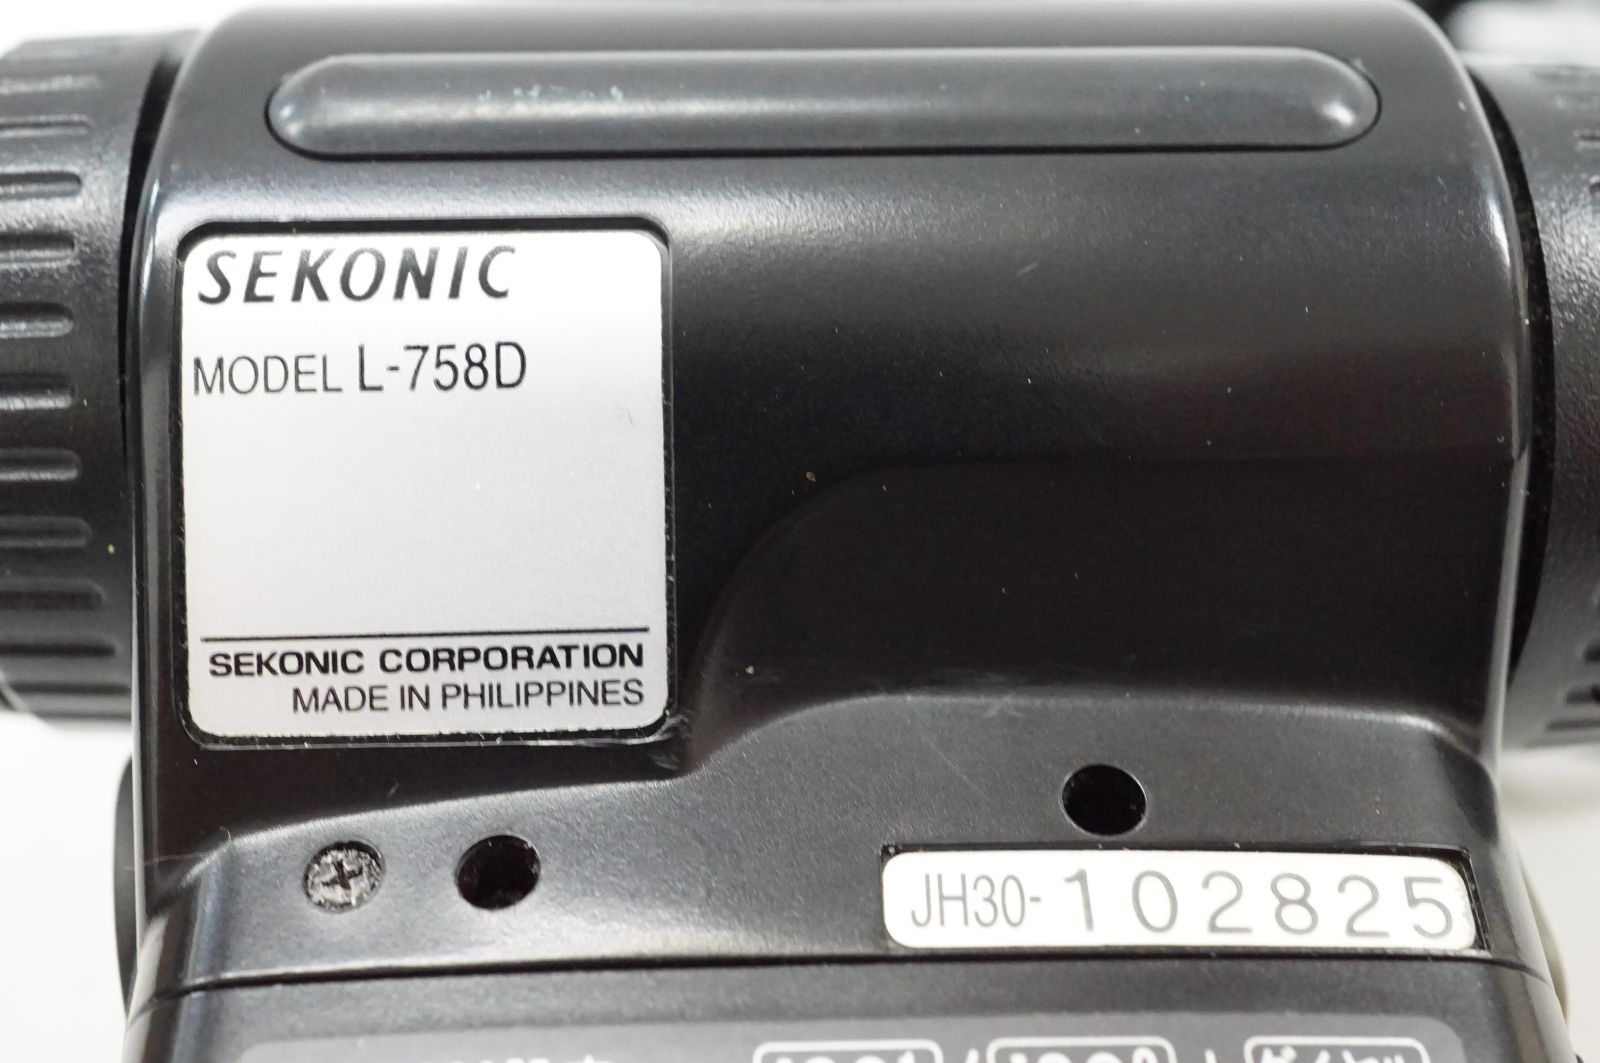 SEKONIC
MODEL L-758D
SEKONIC CORPORATION
MADE IN PHILIPPINES
JH30-102825